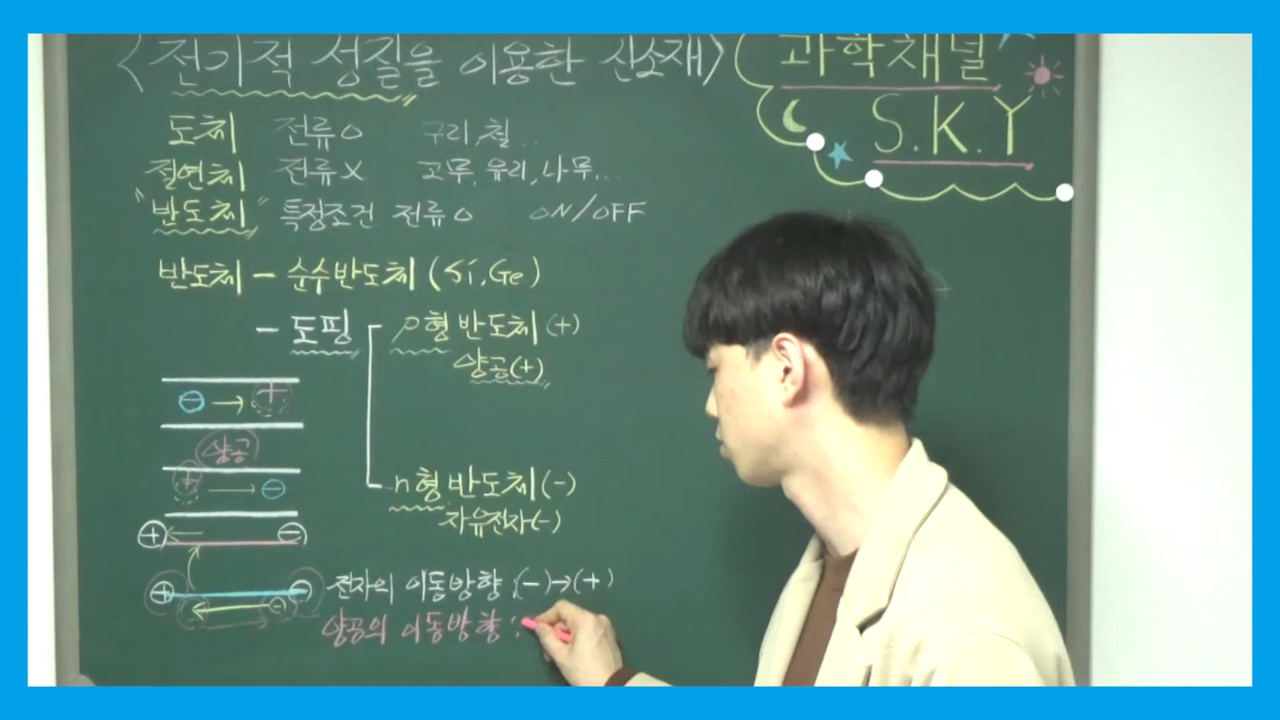 <전기적 성질을 이용한 신소재>
과학채널
S.K.Y
도체 전류○ 구리,철...
절연체 전류X 고무,유리,나무...
"반도체" 특정조건 전류○ ON/OFF
반도체 - 순수반도체 (Si,Ge)
- 도핑 p형 반도체 (+)
양공(+)
⊖ → +
양공
+ → ⊖
n형 반도체(-)
자유전자(-)
⊕ ← ⊖
⊕ ⊖
⊖
전자의 이동방향 : (-)→(+)
양공의 이동방향 :